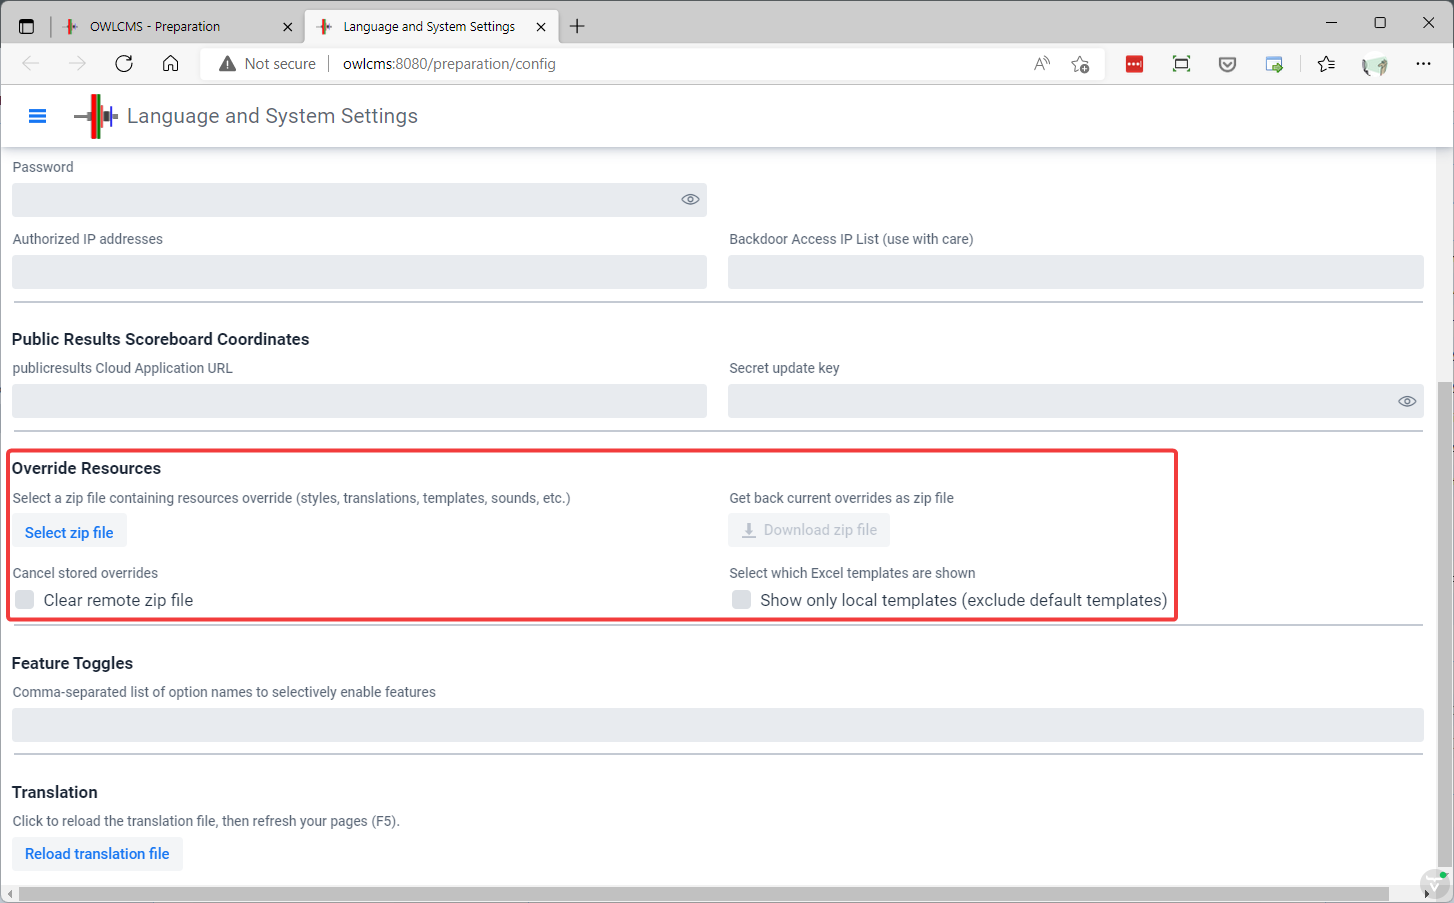 OWLCMS - Preparation
Language and System Settings
Not secure
owlcms:8080/preparation/config
Language and System Settings
Password
Authorized IP addresses
Backdoor Access IP List (use with care)
Public Results Scoreboard Coordinates
publicresults Cloud Application URL
Secret update key
Override Resources
Select a zip file containing resources override (styles, translations, templates, sounds, etc.)
Get back current overrides as zip file
Select zip file
Download zip file
Cancel stored overrides
Select which Excel templates are shown
Clear remote zip file
Show only local templates (exclude default templates)
Feature Toggles
Comma-separated list of option names to selectively enable features
Translation
Click to reload the translation file, then refresh your pages (F5).
Reload translation file